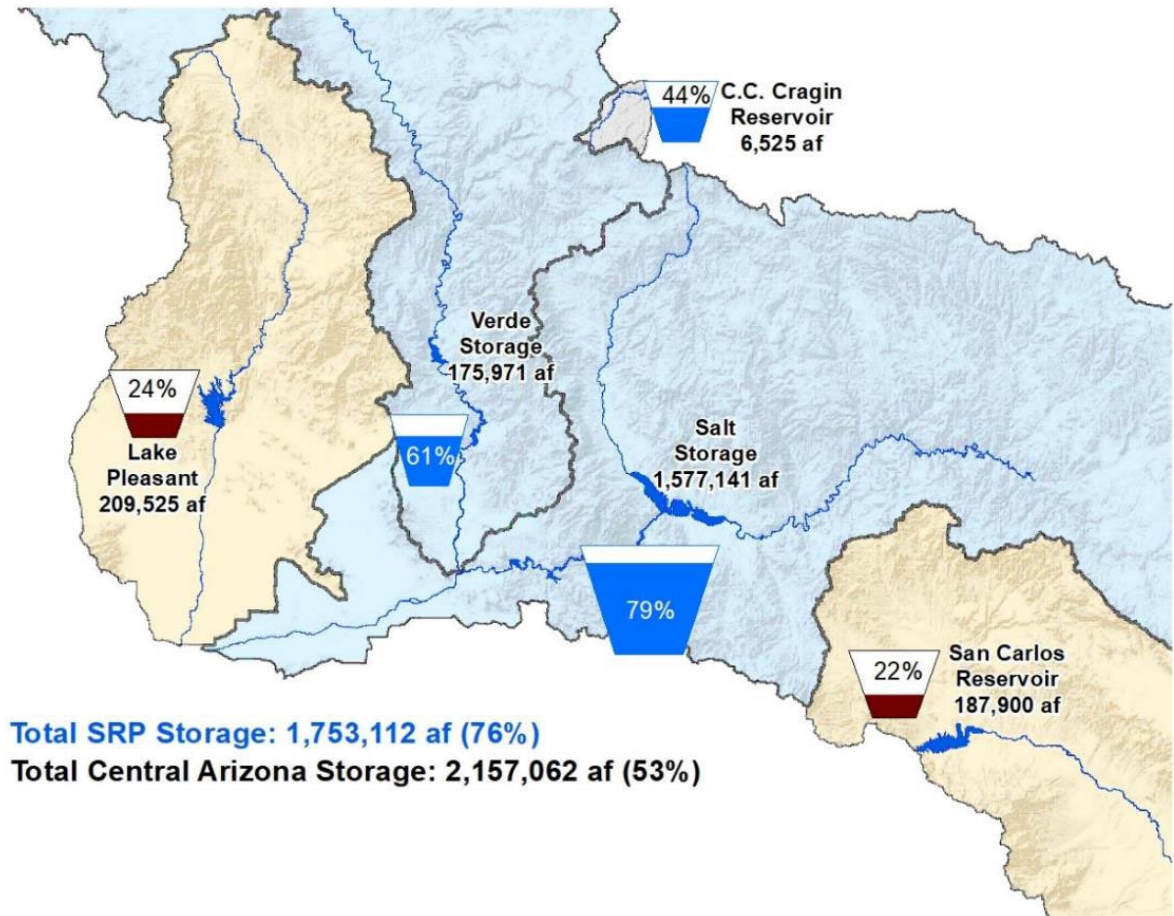 44%
C.C. Cragin
Reservoir
6,525 af
Verde
Storage
175,971 af
24%
Lake
Pleasant
209,525 af
61%
Salt
Storage
1,577,141 af
79%
22%
San Carlos
Reservoir
187,900 af
Total SRP Storage: 1,753,112 af (76%)
Total Central Arizona Storage: 2,157,062 af (53%)